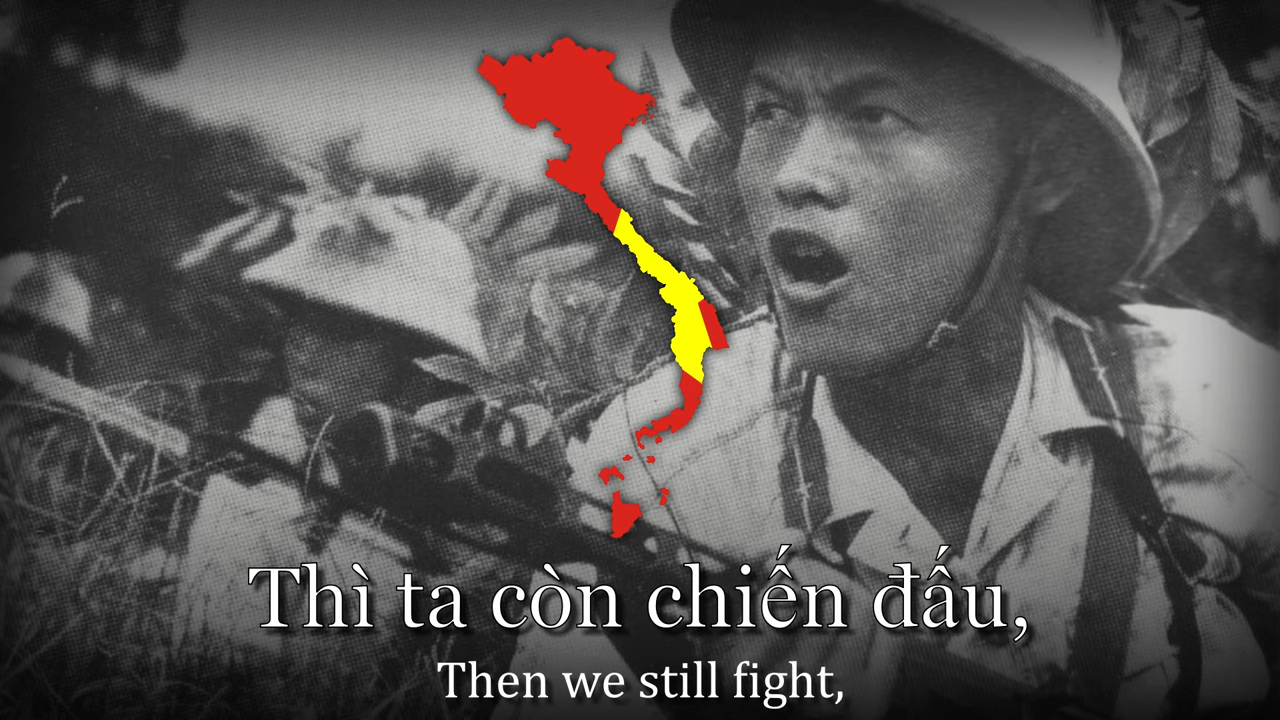 Thì ta còn chiến đấu,
Then we still fight,